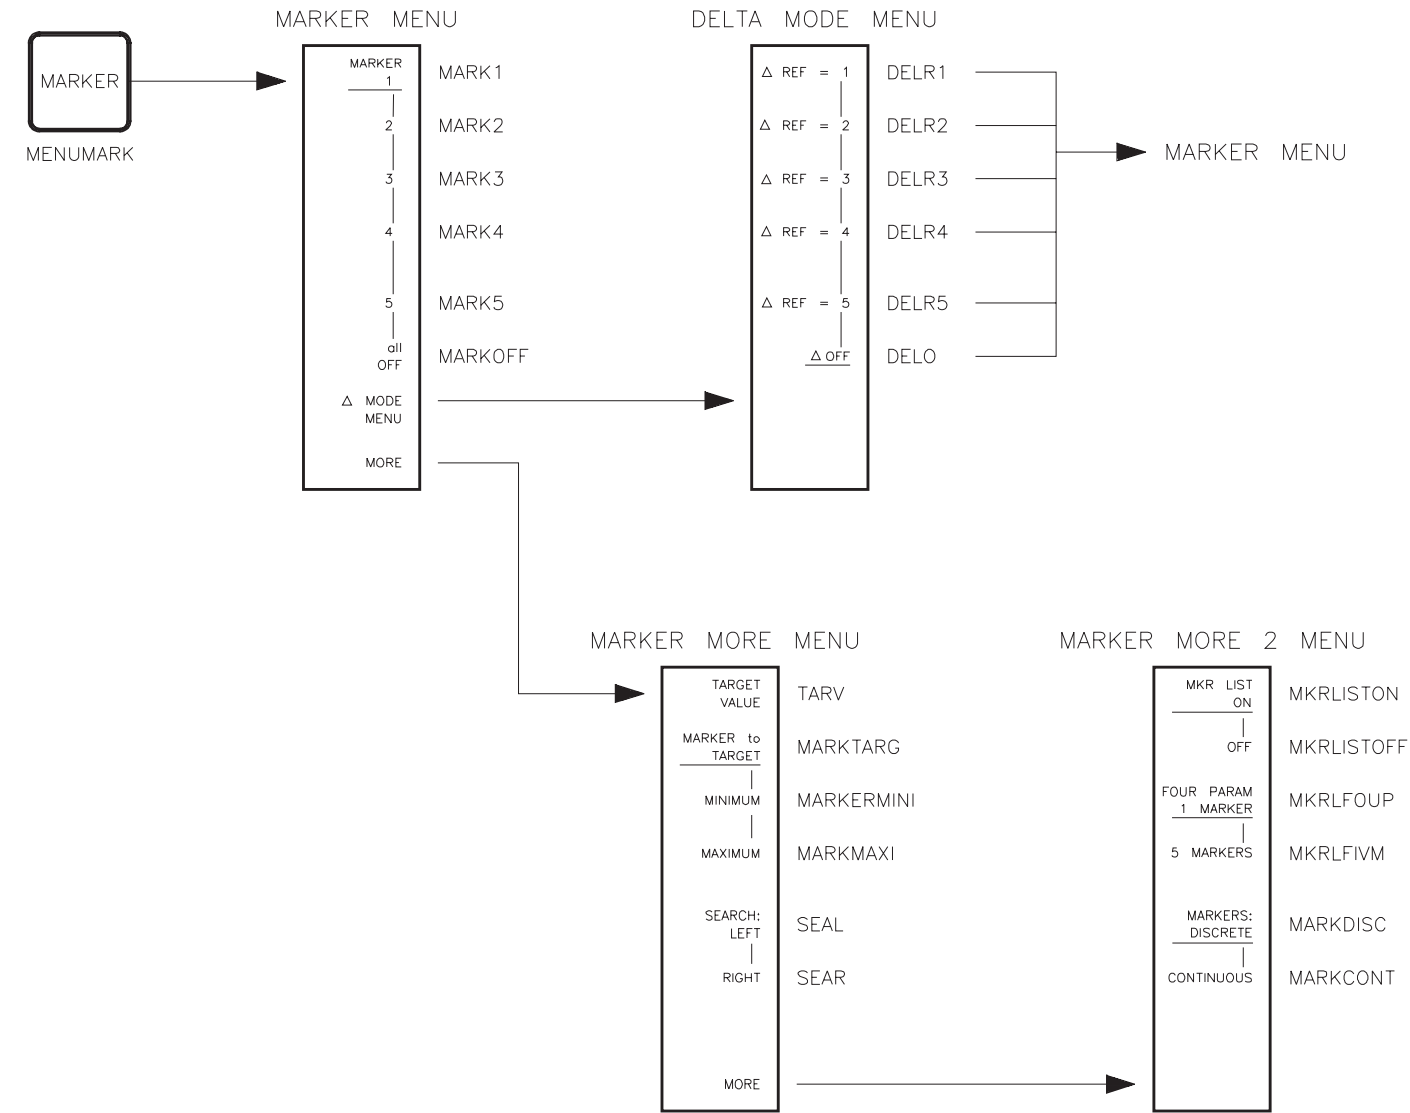 MARKER
MENUMARK
MARKER MENU
MARKER
1
MARK1
2
MARK2
3
MARK3
4
MARK4
5
MARK5
all
OFF
MARKOFF
△ MODE
MENU
MORE
DELTA MODE MENU
△ REF = 1
DELR1
△ REF = 2
DELR2
△ REF = 3
DELR3
△ REF = 4
DELR4
△ REF = 5
DELR5
△ OFF
DELO
MARKER MENU
MARKER MORE MENU
TARGET
VALUE
TARV
MARKER to
TARGET
MARKTARG
MINIMUM
MARKERMINI
MAXIMUM
MARKMAXI
SEARCH:
LEFT
SEAL
RIGHT
SEAR
MORE
MARKER MORE 2 MENU
MKR LIST
ON
MKRLISTON
OFF
MKRLISTOFF
FOUR PARAM
1 MARKER
MKRLFOUP
5 MARKERS
MKRLFIVM
MARKERS:
DISCRETE
MARKDISC
CONTINUOUS
MARKCONT